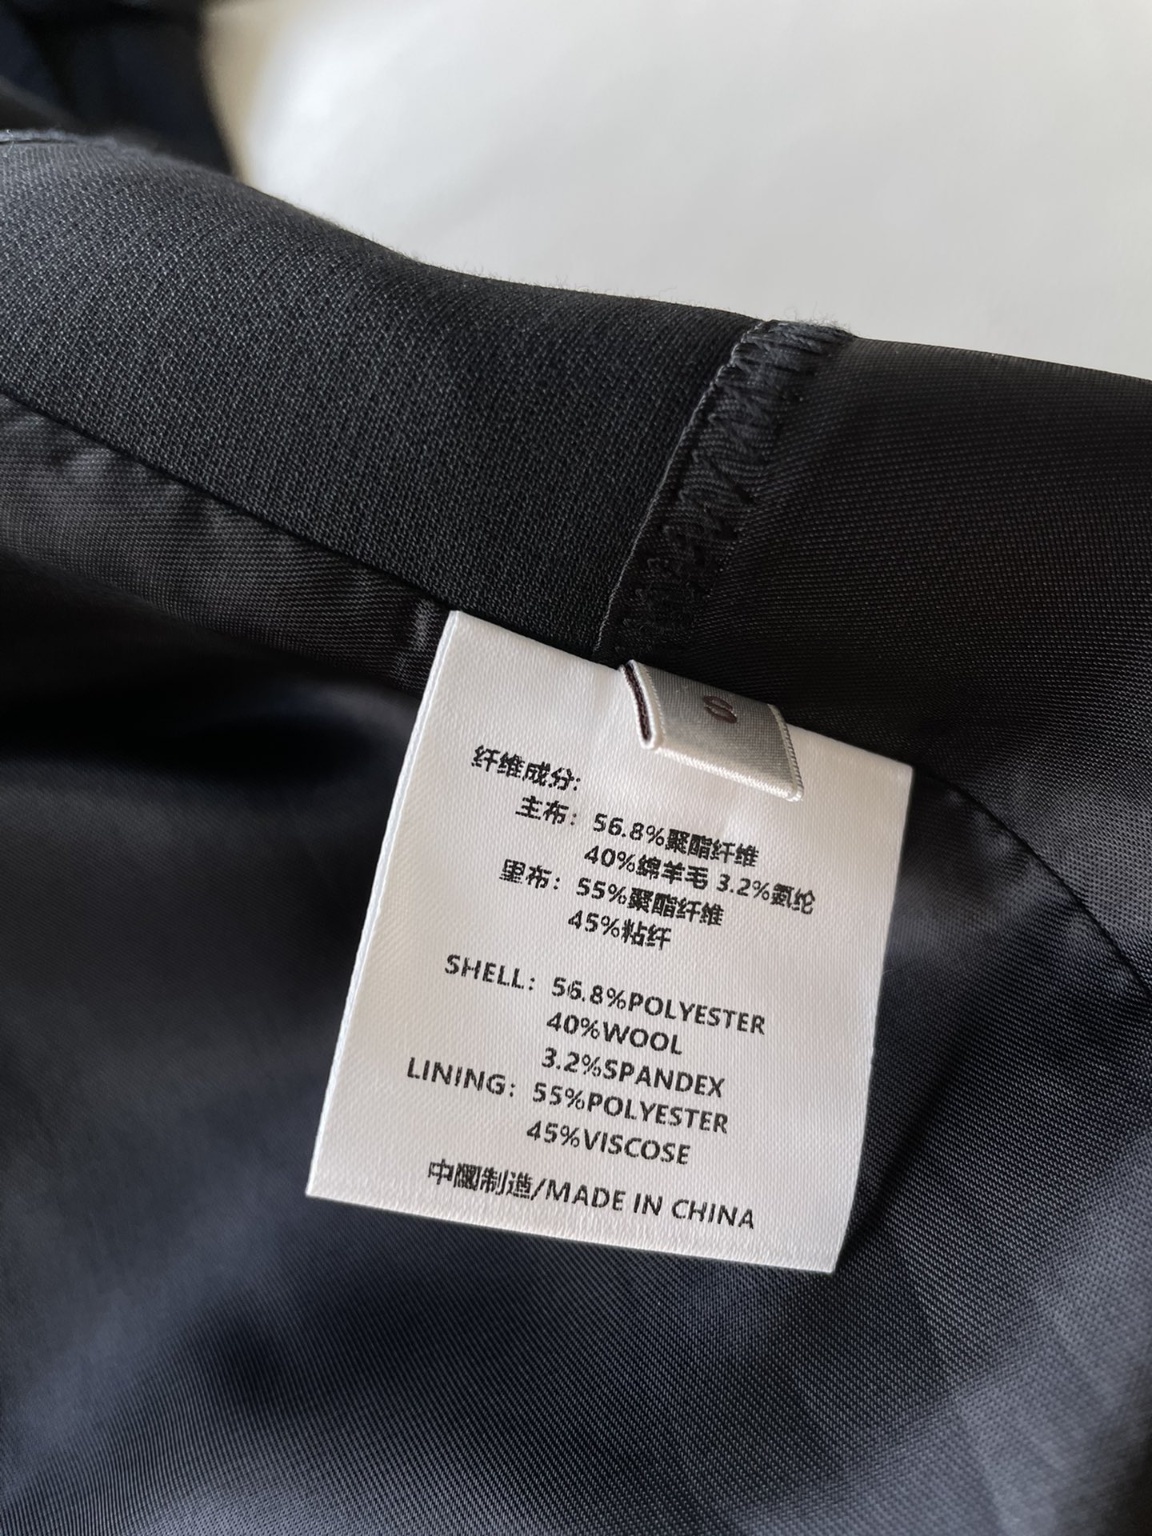 S
纤维成分:
主布: 56.8%聚酯纤维
40%绵羊毛 3.2%氨纶
里布: 55%聚酯纤维
45%粘纤
SHELL: 56.8%POLYESTER
40%WOOL
3.2%SPANDEX
LINING: 55%POLYESTER
45%VISCOSE
中國制造/MADE IN CHINA